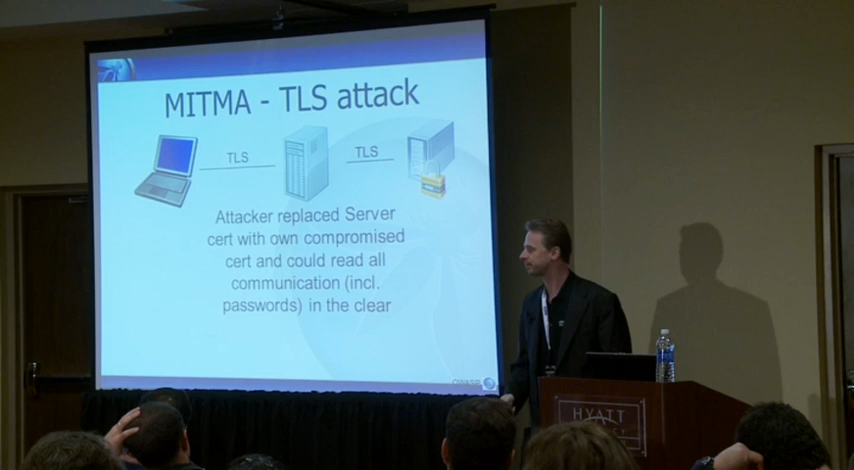 MITMA - TLS attack
TLS
TLS
Attacker replaced Server
cert with own compromised
cert and could read all
communication (incl.
passwords) in the clear
OWASP
HYATT